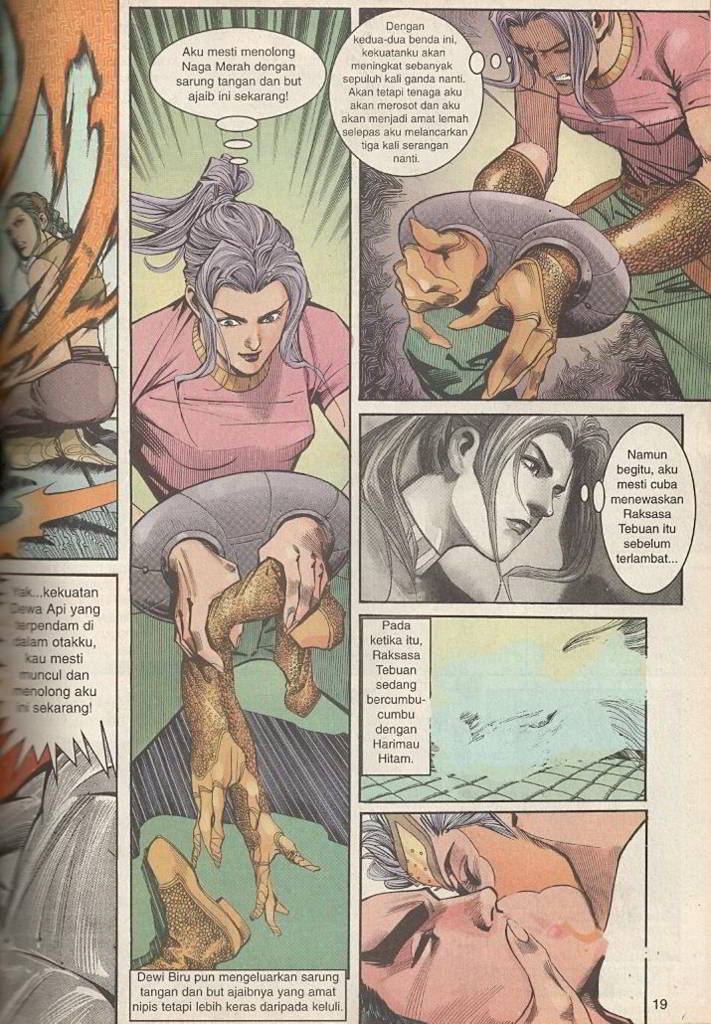 Yak...kekuatan
Dewa Api yang
terpendam di
dalam otakku,
kau mesti
muncul dan
menolong aku
ini sekarang!
Aku mesti menolong
Naga Merah dengan
sarung tangan dan but
ajaib ini sekarang!
Dewi Biru pun mengeluarkan sarung
tangan dan but ajaibnya yang amat
nipis tetapi lebih keras daripada keluli.
Dengan
kedua-dua benda ini,
kekuatanku akan
meningkat sebanyak
sepuluh kali ganda nanti.
Akan tetapi tenaga aku
akan merosot dan aku
akan menjadi amat lemah
selepas aku melancarkan
tiga kali serangan
nanti.
Namun
begitu, aku
mesti cuba
menewaskan
Raksasa
Tebuan itu
sebelum
terlambat...
Pada
ketika itu,
Raksasa
Tebuan
sedang
bercumbu-
cumbu
dengan
Harimau
Hitam.
19